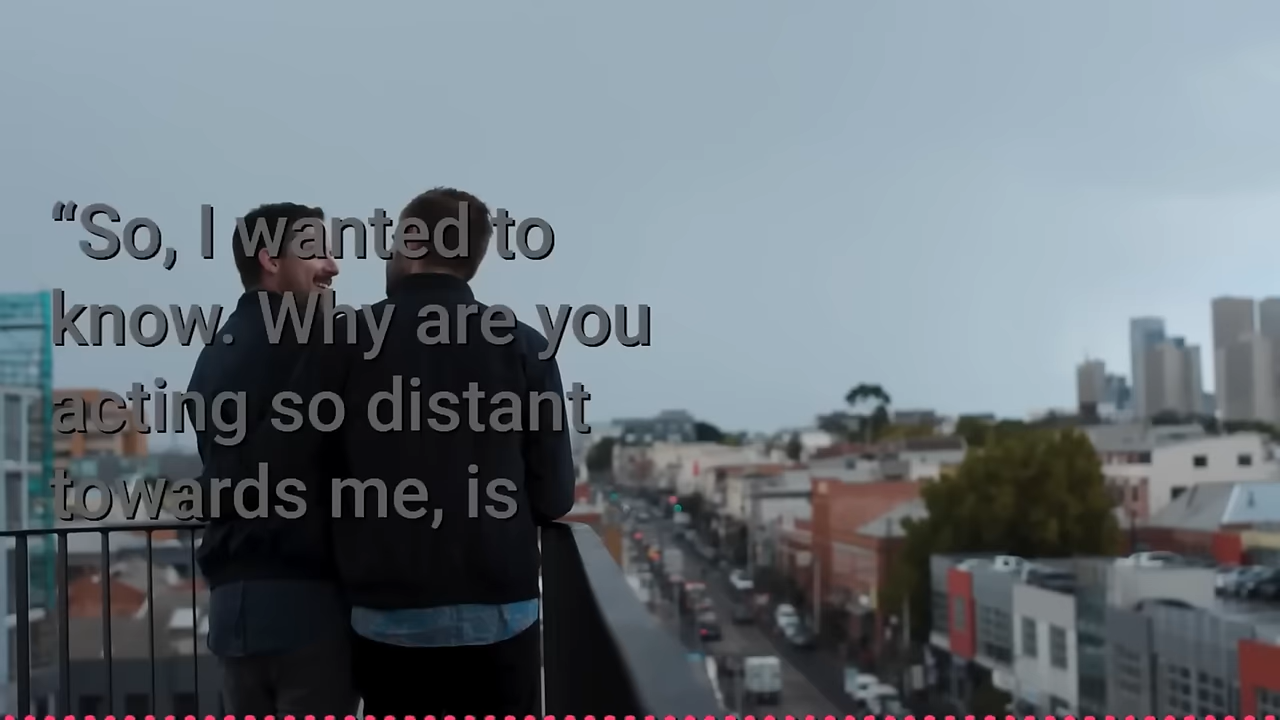 “So, I wanted to
know. Why are you
acting so distant
towards me, is